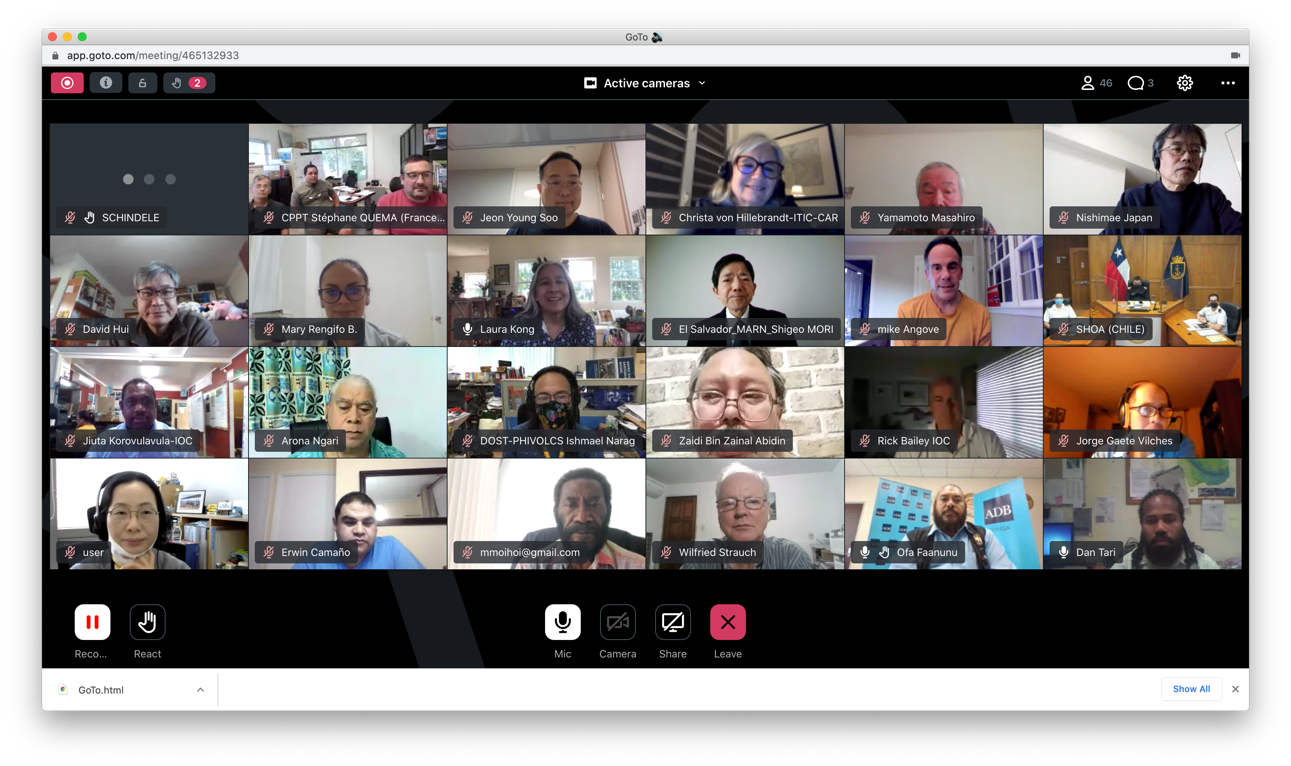 GoTo
app.goto.com/meeting/465132933
2
Active cameras
46
3
SCHINDELE
CPPT Stéphane QUEMA (France...
Jeon Young Soo
Christa von Hillebrandt-ITIC-CAR
Yamamoto Masahiro
Nishimae Japan
David Hui
Mary Rengifo B.
Laura Kong
El Salvador_MARN_Shigeo MORI
mike Angove
SHOA (CHILE)
Jiuta Korovulavula-IOC
Arona Ngari
DOST-PHIVOLCS Ishmael Narag
Zaidi Bin Zainal Abidin
Rick Bailey IOC
Jorge Gaete Vilches
ADB
user
Erwin Camaño
mmoihoi@gmail.com
Wilfried Strauch
Ofa Faanunu
Dan Tari
Reco...
React
Mic
Camera
Share
Leave
GoTo.html
Show All